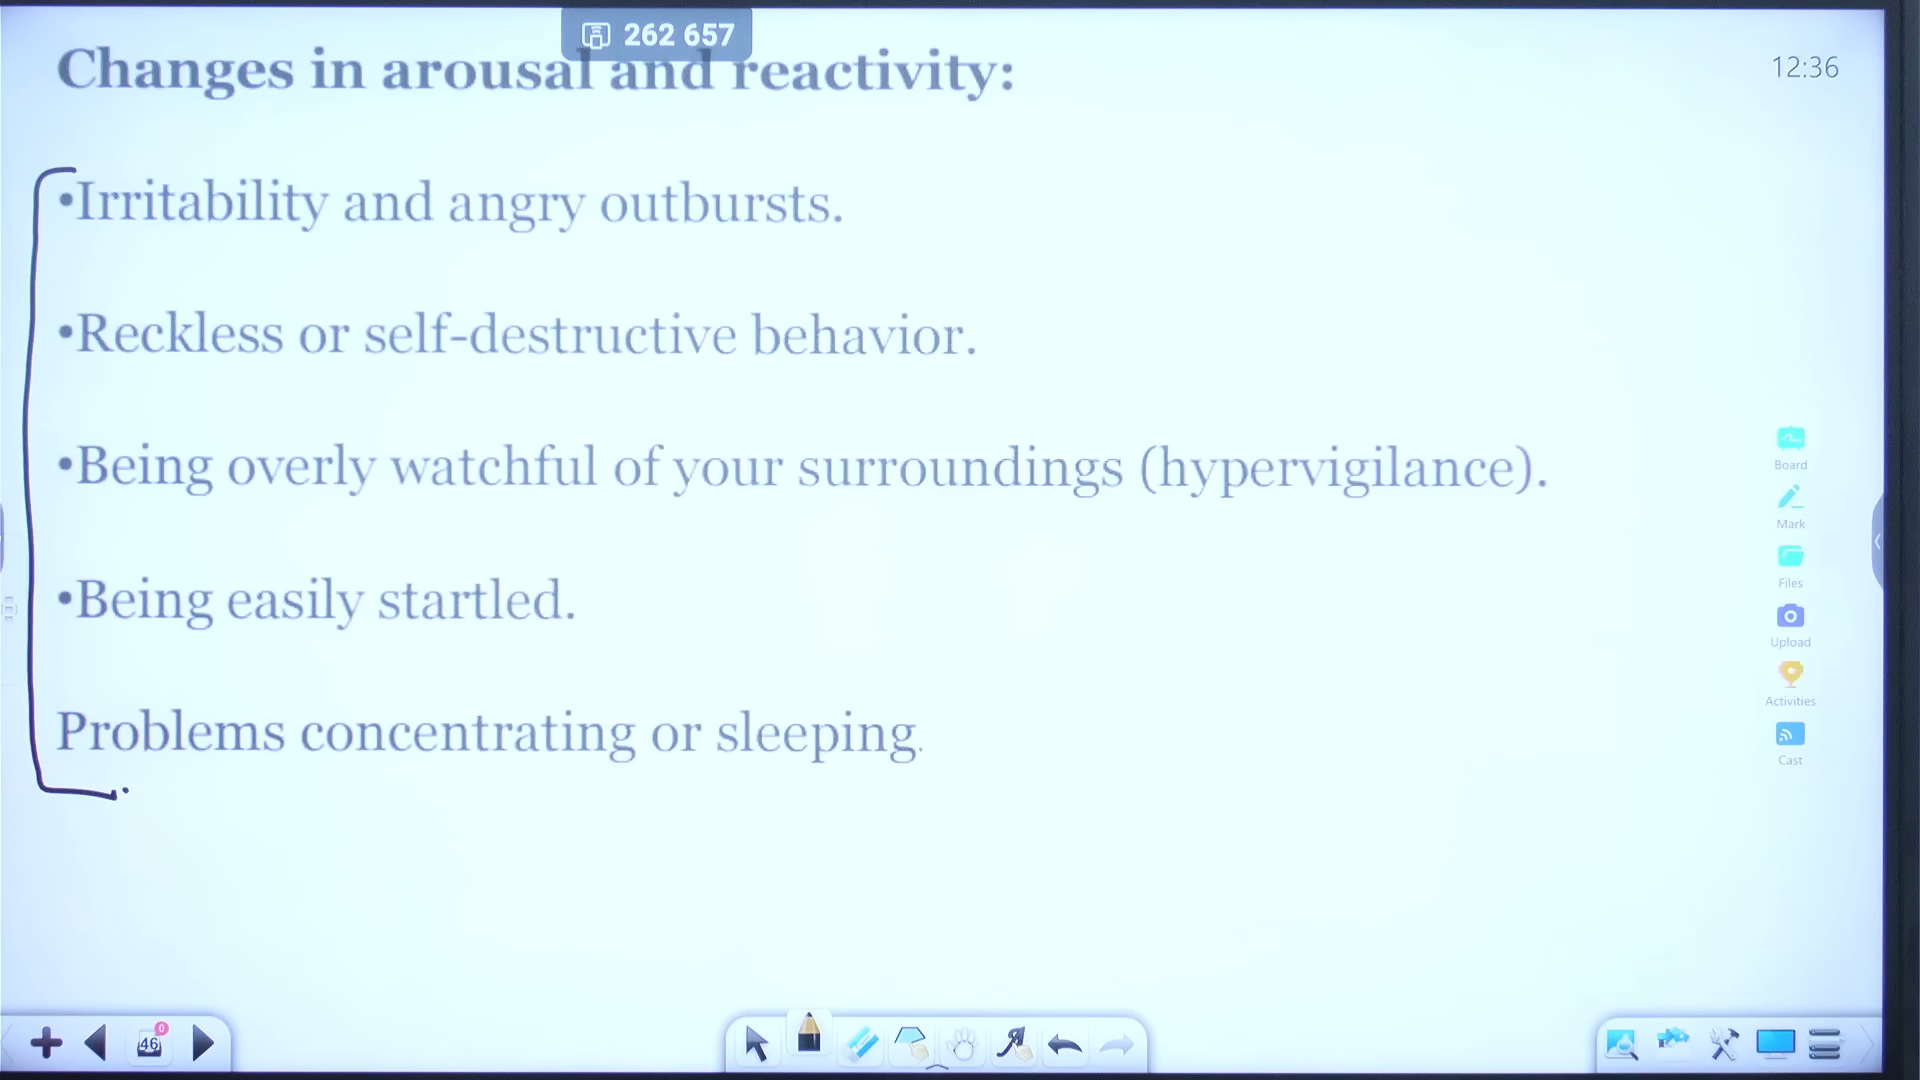 262 657
Changes in arousal and reactivity:
12:36
•Irritability and angry outbursts.
•Reckless or self-destructive behavior.
•Being overly watchful of your surroundings (hypervigilance).
•Being easily startled.
Problems concentrating or sleeping.
Board
Mark
Files
Upload
Activities
Cast
0
46